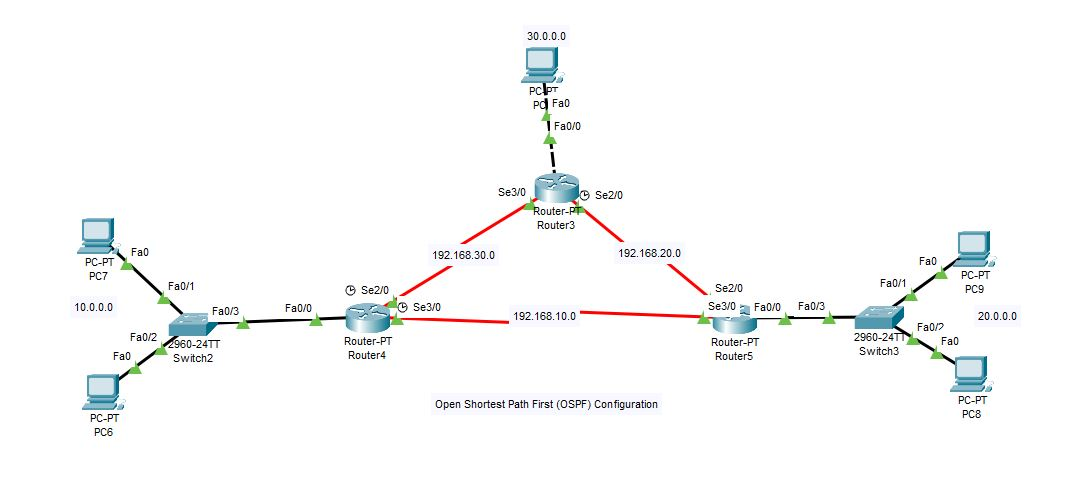 30.0.0.0
PC-PT
PC
Fa0
Fa0/0
Se3/0
Se2/0
Router-PT
Router3
192.168.30.0
192.168.20.0
Fa0
PC-PT
PC7
Fa0/1
10.0.0.0
Fa0/3
Fa0/2
2960-24TT
Switch2
Fa0
PC-PT
PC6
Fa0/0
Se2/0
Se3/0
Router-PT
Router4
192.168.10.0
Se2/0
Se3/0
Fa0/0
Router-PT
Router5
Fa0/3
Fa0/1
Fa0
PC-PT
PC9
20.0.0.0
2960-24TT
Switch3
Fa0/2
Fa0
PC-PT
PC8
Open Shortest Path First (OSPF) Configuration